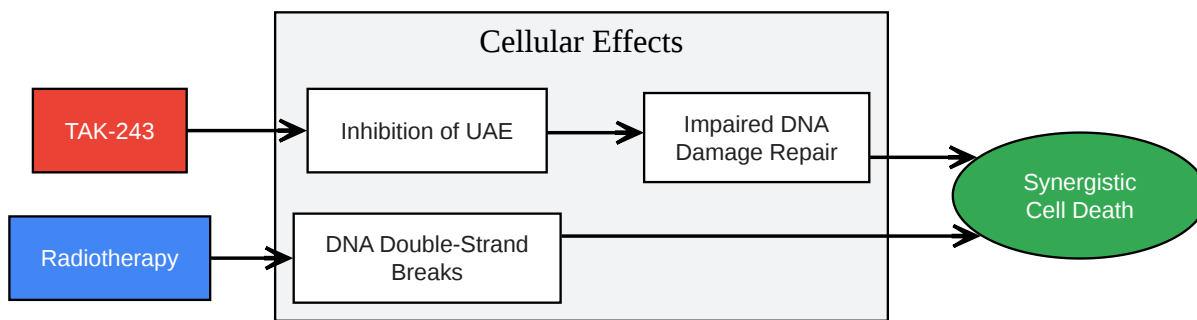 Cellular Effects
TAK-243
Inhibition of UAE
Impaired DNA
Damage Repair
Synergistic
Cell Death
Radiotherapy
DNA Double-Strand
Breaks